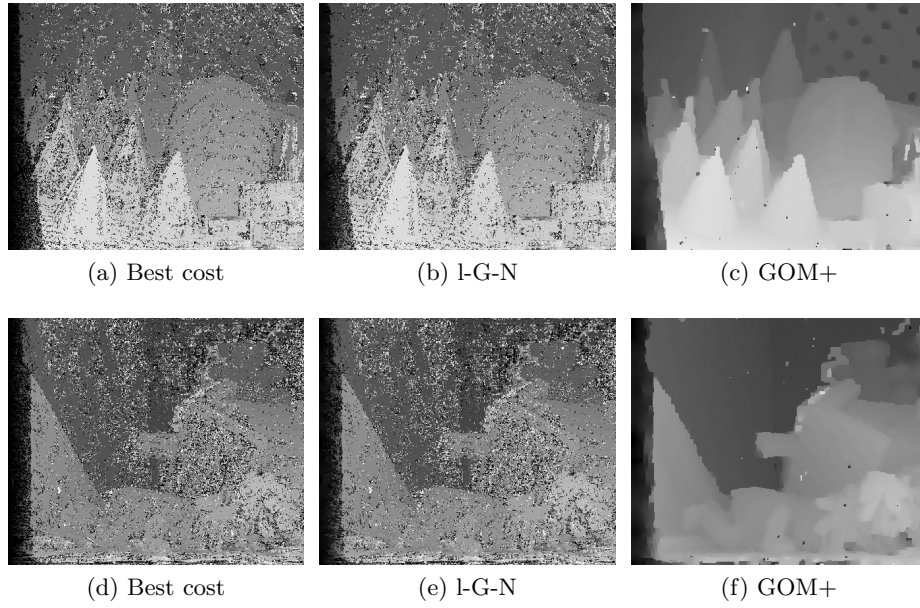 (a) Best cost
(b) l-G-N
(c) GOM+
(d) Best cost
(e) l-G-N
(f) GOM+